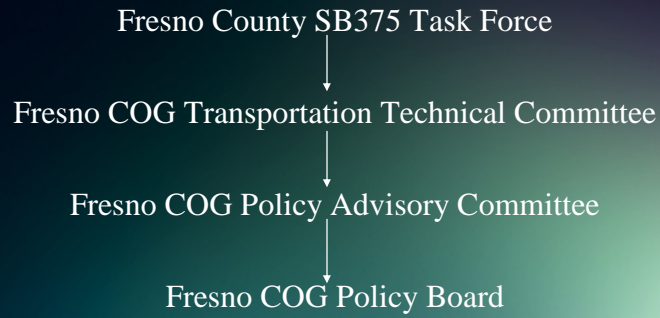 Fresno County SB375 Task Force
Fresno COG Transportation Technical Committee
Fresno COG Policy Advisory Committee
Fresno COG Policy Board